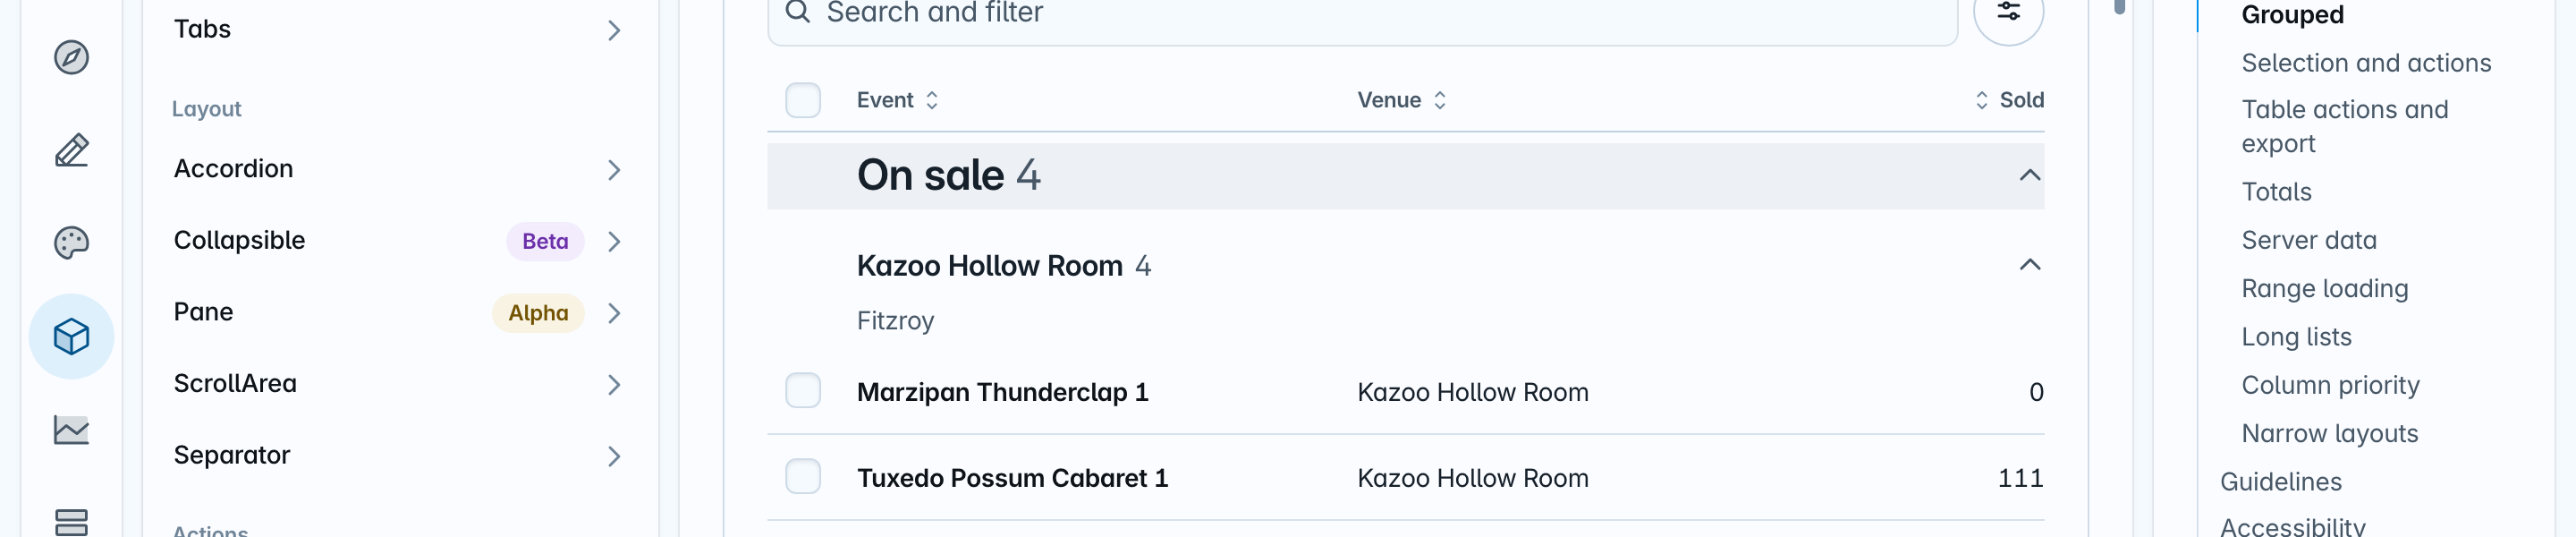 Tabs
Layout
Accordion
Collapsible Beta
Pane Alpha
ScrollArea
Separator
Actions
Search and filter
Event Venue Sold
On sale 4
Kazoo Hollow Room 4
Fitzroy
Marzipan Thunderclap 1 Kazoo Hollow Room 0
Tuxedo Possum Cabaret 1 Kazoo Hollow Room 111
Grouped
Selection and actions
Table actions and
export
Totals
Server data
Range loading
Long lists
Column priority
Narrow layouts
Guidelines
Accessibility